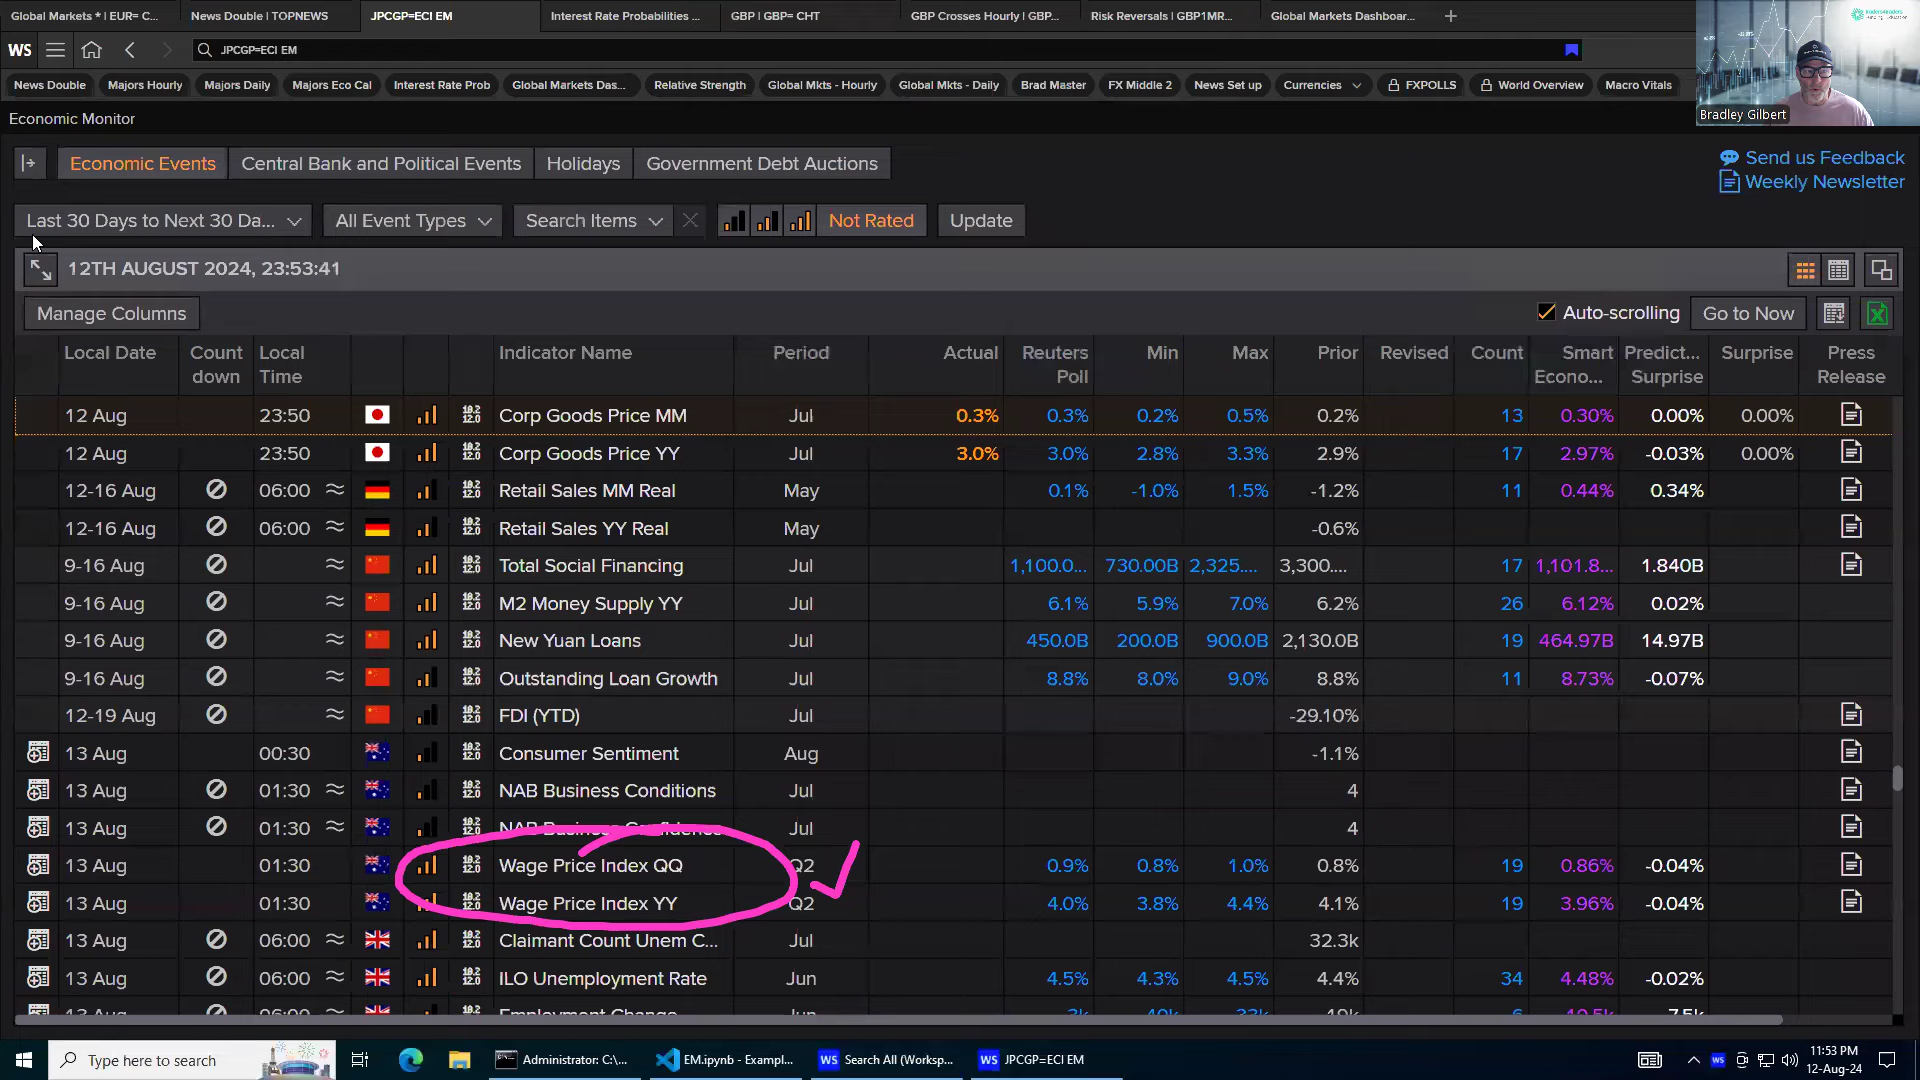 Global Markets * | EUR= C...
News Double | TOPNEWS
JPCGP=ECI EM
Interest Rate Probabilities ...
GBP | GBP= CHT
GBP Crosses Hourly | GBP...
Risk Reversals | GBP1MR...
Global Markets Dashboar...
WS
JPCGP=ECI EM
News Double
Majors Hourly
Majors Daily
Majors Eco Cal
Interest Rate Prob
Global Markets Das...
Relative Strength
Global Mkts - Hourly
Global Mkts - Daily
Brad Master
FX Middle 2
News Set up
Currencies
FXPOLLS
World Overview
Macro Vitals
Bradley Gilbert
Economic Monitor
Economic Events
Central Bank and Political Events
Holidays
Government Debt Auctions
Send us Feedback
Weekly Newsletter
Last 30 Days to Next 30 Da...
All Event Types
Search Items
Not Rated
Update
12TH AUGUST 2024, 23:53:41
Manage Columns
Auto-scrolling
Go to Now
Local Date Count down Local Time Indicator Name Period Actual Reuters Poll Min Max Prior Revised Count Smart Econo... Predict... Surprise Surprise Press Release
12 Aug 23:50 Corp Goods Price MM Jul 0.3% 0.3% 0.2% 0.5% 0.2% 13 0.30% 0.00% 0.00%
12 Aug 23:50 Corp Goods Price YY Jul 3.0% 3.0% 2.8% 3.3% 2.9% 17 2.97% -0.03% 0.00%
12-16 Aug 06:00 ≈ Retail Sales MM Real May 0.1% -1.0% 1.5% -1.2% 11 0.44% 0.34%
12-16 Aug 06:00 ≈ Retail Sales YY Real May -0.6%
9-16 Aug ≈ Total Social Financing Jul 1,100.0... 730.00B 2,325.... 3,300.... 17 1,101.8... 1.840B
9-16 Aug ≈ M2 Money Supply YY Jul 6.1% 5.9% 7.0% 6.2% 26 6.12% 0.02%
9-16 Aug ≈ New Yuan Loans Jul 450.0B 200.0B 900.0B 2,130.0B 19 464.97B 14.97B
9-16 Aug ≈ Outstanding Loan Growth Jul 8.8% 8.0% 9.0% 8.8% 11 8.73% -0.07%
12-19 Aug ≈ FDI (YTD) Jul -29.10%
13 Aug 00:30 Consumer Sentiment Aug -1.1%
13 Aug 01:30 ≈ NAB Business Conditions Jul 4
13 Aug 01:30 ≈ NAB Business Confidence Jul 4
13 Aug 01:30 Wage Price Index QQ Q2 0.9% 0.8% 1.0% 0.8% 19 0.86% -0.04%
13 Aug 01:30 Wage Price Index YY Q2 4.0% 3.8% 4.4% 4.1% 19 3.96% -0.04%
13 Aug 06:00 ≈ Claimant Count Unem C... Jul 32.3k
13 Aug 06:00 ≈ ILO Unemployment Rate Jun 4.5% 4.3% 4.5% 4.4% 34 4.48% -0.02%
13 Aug 06:00 Employment Change Jun
Type here to search
Administrator: C:\...
EM.ipynb - Exampl...
WS Search All (Worksp...
WS JPCGP=ECI EM
11:53 PM
12-Aug-24